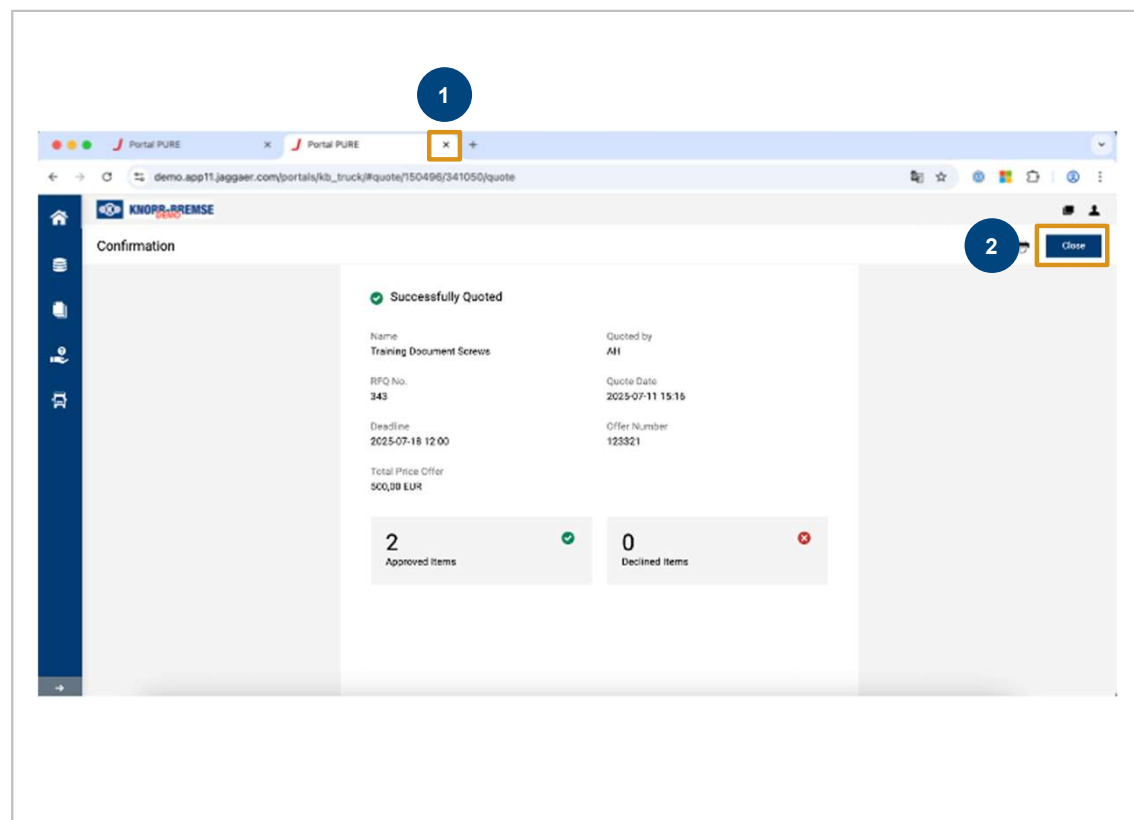 1
Portal PURE
Portal PURE
demo.app11.jaggaer.com/portals/kb_truck/#quote/150496/341050/quote
KNORR-BREMSE
DEMO
Confirmation
2
Close
Successfully Quoted
Name
Quoted by
Training Document Screws
AH
RFQ No.
Quote Date
343
2025-07-11 15:16
Deadline
Offer Number
2025-07-18 12:00
123321
Total Price Offer
500,00 EUR
2
0
Approved Items
Declined Items